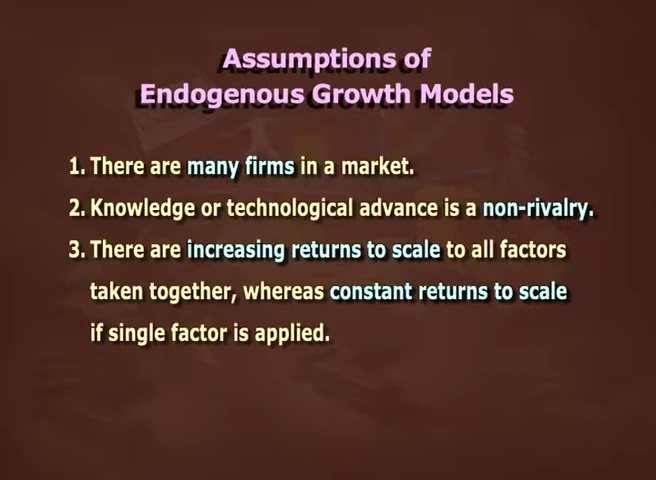 Assumptions of
Endogenous Growth Models
1. There are many firms in a market.
2. Knowledge or technological advance is a non-rivalry.
3. There are increasing returns to scale to all factors
taken together, whereas constant returns to scale
if single factor is applied.